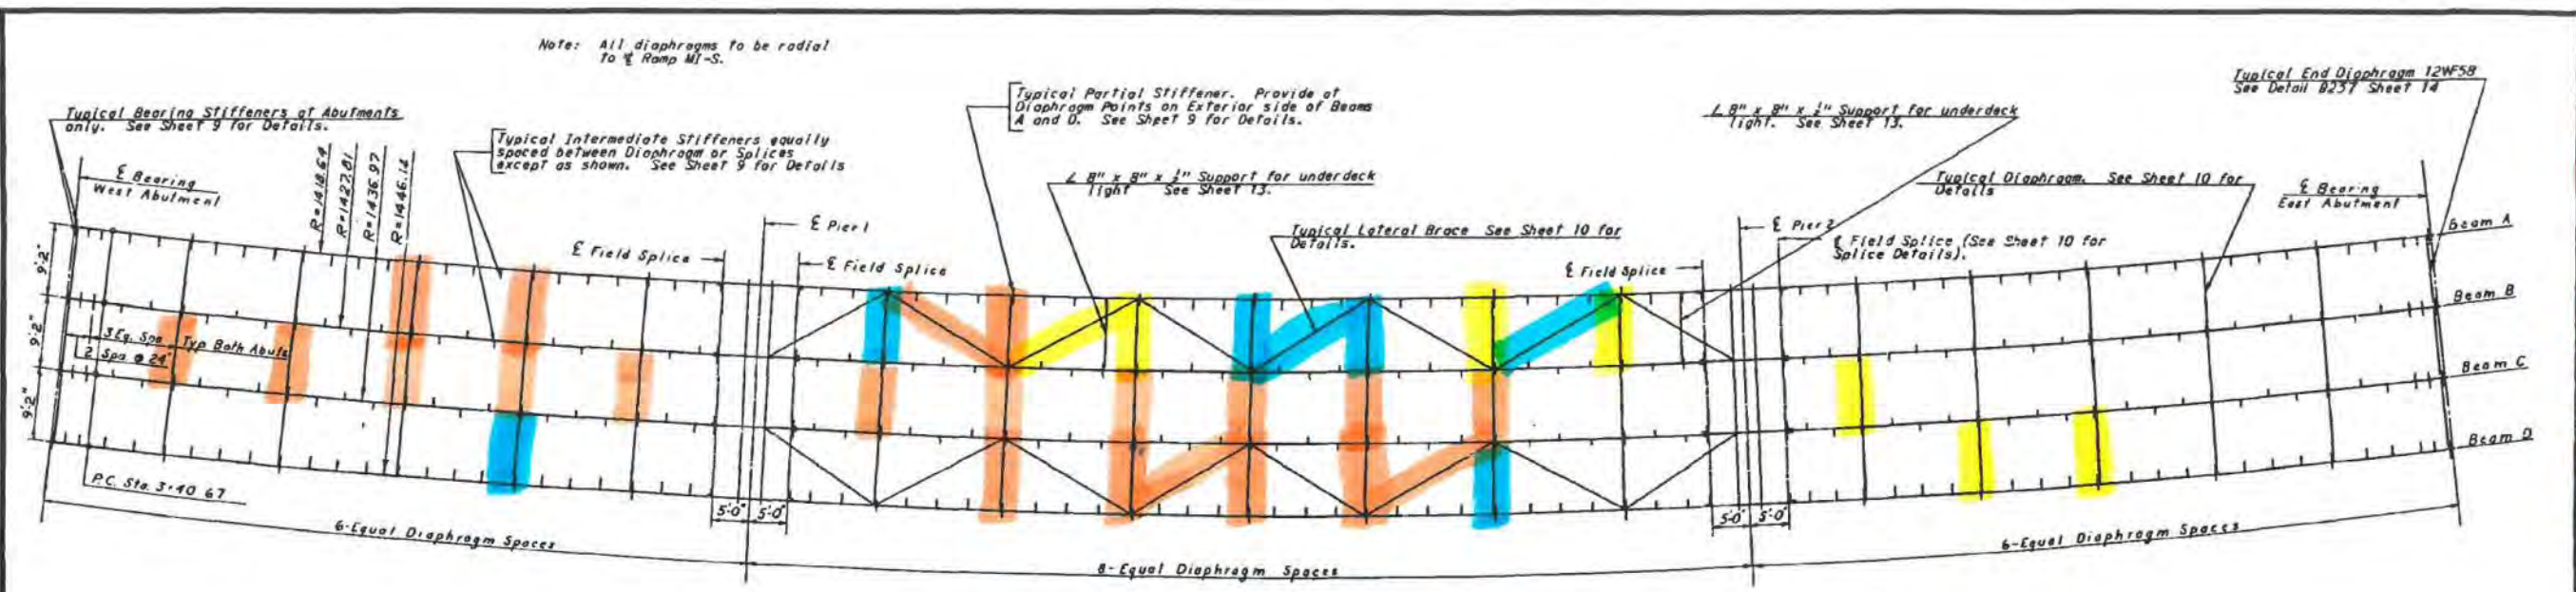 Note: All diaphragms to be radial
to ℄ Ramp MI-S.
Typical Bearing Stiffeners at Abutments
only. See Sheet 9 for Details.
Typical Intermediate Stiffeners equally
spaced between Diaphragm or Splices
except as shown. See Sheet 9 for Details
Typical Partial Stiffener. Provide at
Diaphragm Points on Exterior side of Beams
A and D. See Sheet 9 for Details.
∠ 8" x 8" x ½" Support for underdeck
light See Sheet 13.
Typical Lateral Brace See Sheet 10 for
Details.
∠ 8" x 8" x ½" Support for underdeck
light. See Sheet 13.
Typical Diaphragm. See Sheet 10 for
Details
Typical End Diaphragm 12WF58
See Detail D257 Sheet 14
℄ Bearing
West Abutment
R=1418.64
R=1427.81
R=1436.97
R=1446.14
℄ Field Splice
℄ Pier 1
℄ Field Splice
℄ Field Splice
℄ Pier 2
℄ Field Splice (See Sheet 10 for
Splice Details).
℄ Bearing
East Abutment
Beam A
Beam B
Beam C
Beam D
9'-2"
9'-2"
9'-2"
3 Eq. Spa. Typ Both Abuts
2 Spa @ 24"
P.C. Sta. 3+40 67
5'-0" 5'-0"
5'-0" 5'-0"
6-Equal Diaphragm Spaces
8-Equal Diaphragm Spaces
6-Equal Diaphragm Spaces